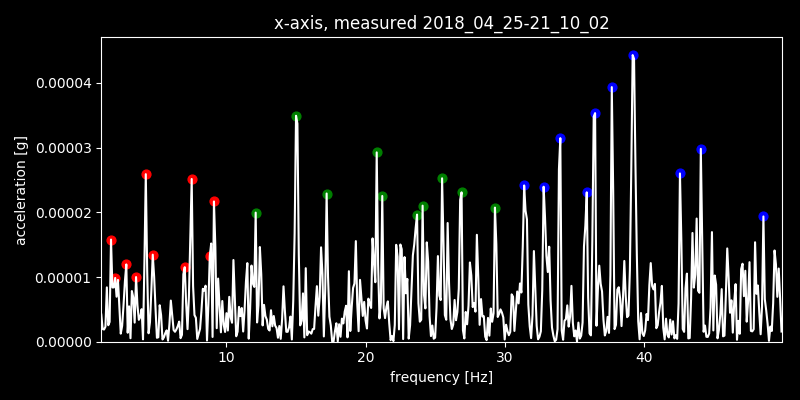 x-axis, measured 2018_04_25-21_10_02
acceleration [g]
0.00004
0.00003
0.00002
0.00001
0.00000
10 20 30 40
frequency [Hz]